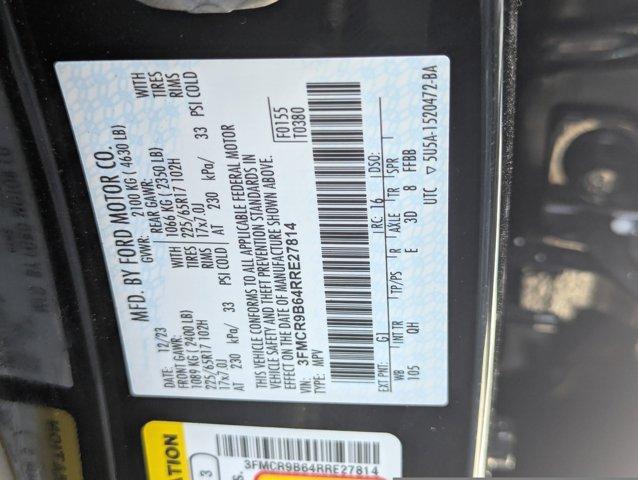 MFD. BY FORD MOTOR CO.
DATE: 12/23 GVWR: 2100 KG ( 4630 LB)
FRONT GAWR: REAR GAWR:
1089 KG ( 2400 LB) WITH 1066 KG ( 2350 LB) WITH
225/65R17 102H TIRES 225/65R17 102H TIRES
17x7.0J RIMS 17x7.0J RIMS
AT 230 kPa/ 33 PSI COLD AT 230 kPa/ 33 PSI COLD
THIS VEHICLE CONFORMS TO ALL APPLICABLE FEDERAL MOTOR
VEHICLE SAFETY AND THEFT PREVENTION STANDARDS IN
EFFECT ON THE DATE OF MANUFACTURE SHOWN ABOVE.
VIN: 3FMCR9B64RRE27814 F0155
TYPE: MPV T0380
EXT PNT: G1 RC: 16 DSO:
WB INT TR TP/PS R AXLE TR SPR
105 QH E 3D 8 FEBB
UTC ▽ 5U5A-1520472-BA
ATION
3
S.
3FMCR9B64RRE27814